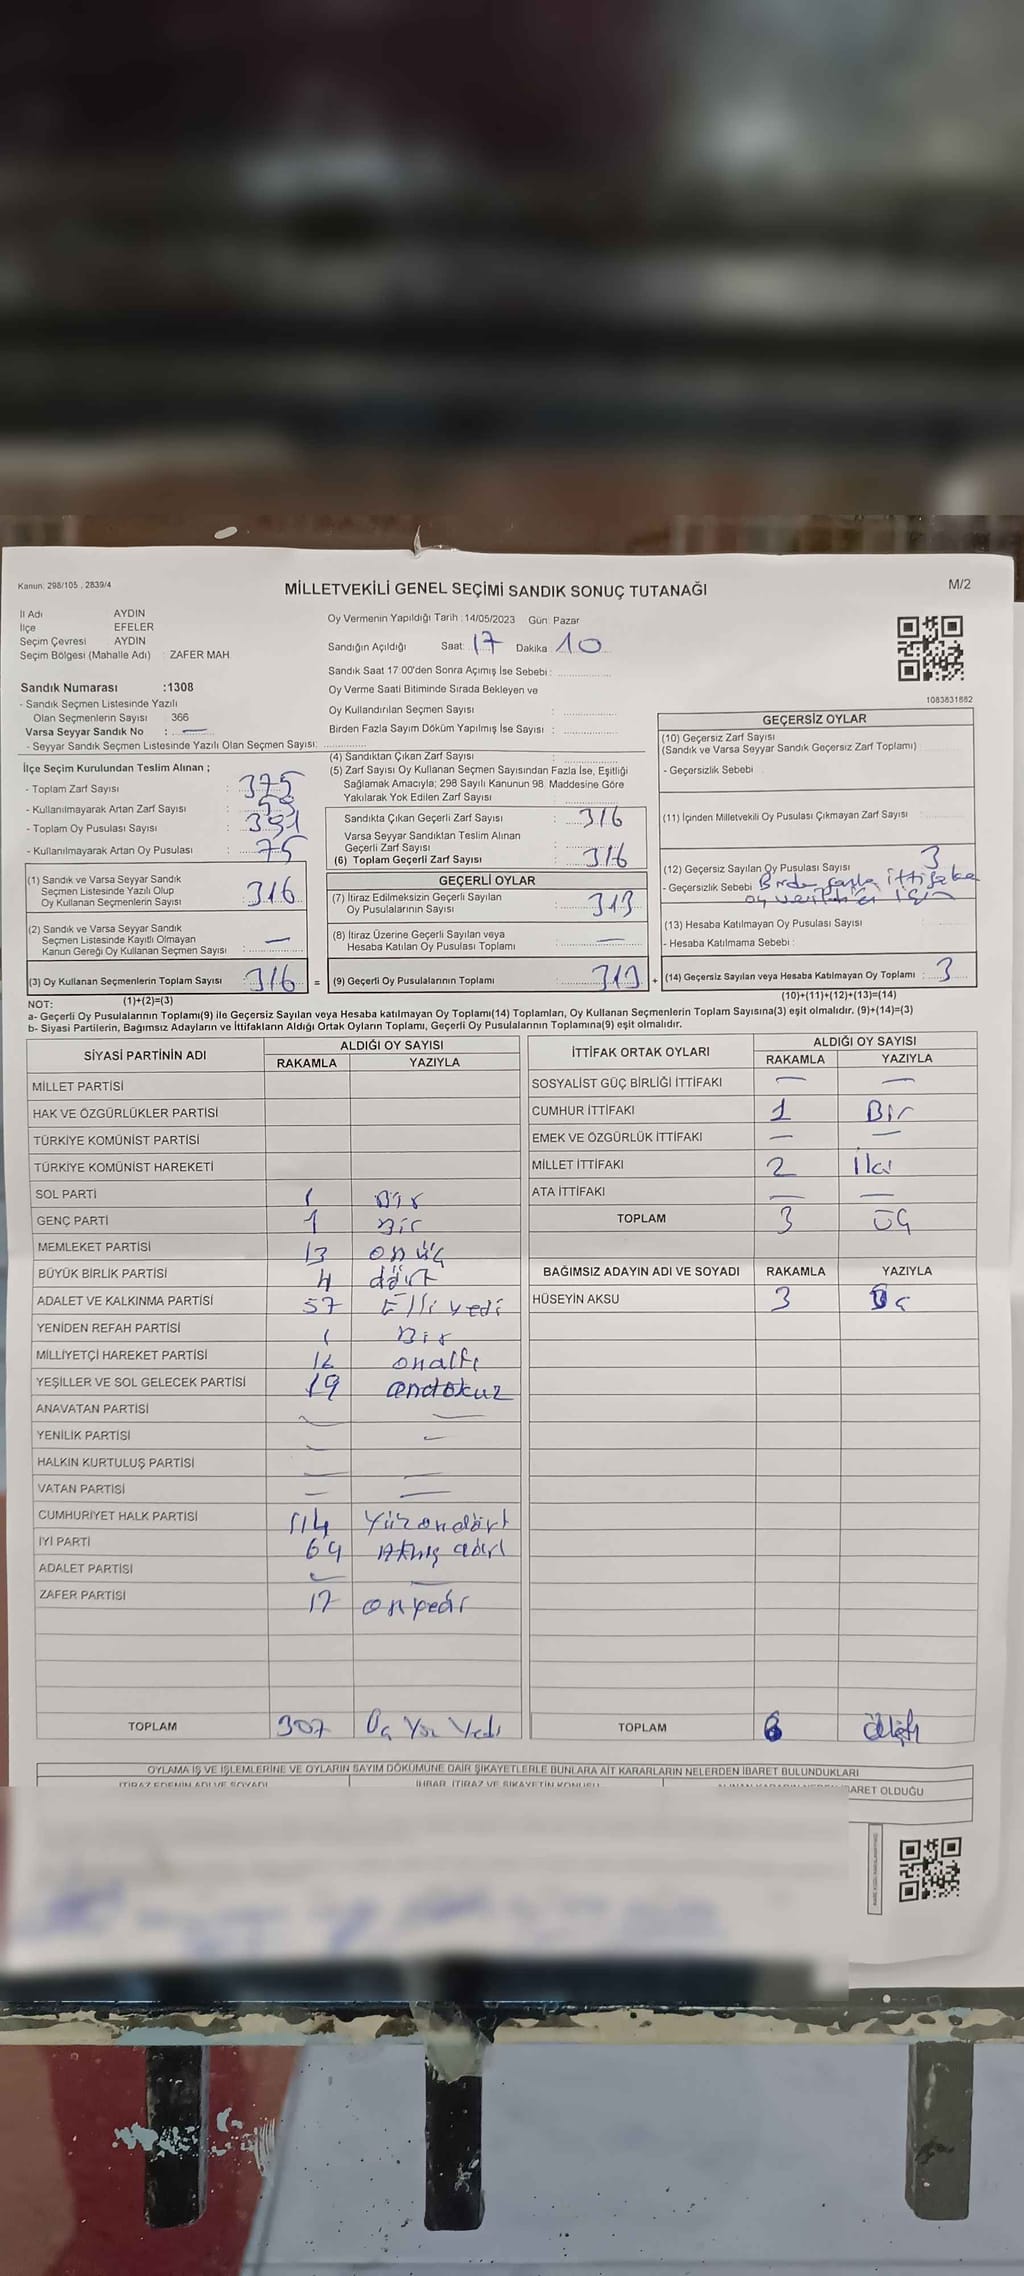 Kanun, 298/105 , 2839/4
MİLLETVEKİLİ GENEL SEÇİMİ SANDIK SONUÇ TUTANAĞI
M/2
İl Adı AYDIN
İlçe EFELER
Seçim Çevresi AYDIN
Seçim Bölgesi (Mahalle Adı) : ZAFER MAH.
Sandık Numarası :1308
- Sandık Seçmen Listesinde Yazılı
Olan Seçmenlerin Sayısı : 366
Varsa Seyyar Sandık No : —
- Seyyar Sandık Seçmen Listesinde Yazılı Olan Seçmen Sayısı:
Oy Vermenin Yapıldığı Tarih : 14/05/2023 Gün: Pazar
Sandığın Açıldığı Saat: 17 Dakika 10
Sandık Saat 17.00'den Sonra Açımış İse Sebebi :
Oy Verme Saati Bitiminde Sırada Bekleyen ve
Oy Kullandırılan Seçmen Sayısı :
Birden Fazla Sayım Döküm Yapılmış İse Sayısı :
1083631662
İlçe Seçim Kurulundan Teslim Alınan ;
- Toplam Zarf Sayısı : 375
- Kullanılmayarak Artan Zarf Sayısı :
- Toplam Oy Pusulası Sayısı : 391
- Kullanılmayarak Artan Oy Pusulası : 75
(1) Sandık ve Varsa Seyyar Sandık
Seçmen Listesinde Yazılı Olup
Oy Kullanan Seçmenlerin Sayısı : 316
(2) Sandık ve Varsa Seyyar Sandık
Seçmen Listesinde Kayıtlı Olmayan
Kanun Gereği Oy Kullanan Seçmen Sayısı : —
(3) Oy Kullanan Seçmenlerin Toplam Sayısı : 316 =
(4) Sandıktan Çıkan Zarf Sayısı :
(5) Zarf Sayısı Oy Kullanan Seçmen Sayısından Fazla İse, Eşitliği
Sağlamak Amacıyla; 298 Sayılı Kanunun 98. Maddesine Göre
Yakılarak Yok Edilen Zarf Sayısı
Sandıkta Çıkan Geçerli Zarf Sayısı : 316
Varsa Seyyar Sandıktan Teslim Alınan
Geçerli Zarf Sayısı :
(6) Toplam Geçerli Zarf Sayısı : 316
GEÇERLİ OYLAR
(7) İtiraz Edilmeksizin Geçerli Sayılan
Oy Pusulalarının Sayısı : 313
(8) İtiraz Üzerine Geçerli Sayılan veya
Hesaba Katılan Oy Pusulası Toplamı : —
(9) Geçerli Oy Pusulalarının Toplamı : 313 +
GEÇERSİZ OYLAR
(10) Geçersiz Zarf Sayısı
(Sandık ve Varsa Seyyar Sandık Geçersiz Zarf Toplamı) :
- Geçersizlik Sebebi :
(11) İçinden Milletvekili Oy Pusulası Çıkmayan Zarf Sayısı :
(12) Geçersiz Sayılan Oy Pusulası Sayısı 3
- Geçersizlik Sebebi Birden fazla ittifaka
oy verildiği için
(13) Hesaba Katılmayan Oy Pusulası Sayısı
- Hesaba Katılmama Sebebi :
(14) Geçersiz Sayılan veya Hesaba Katılmayan Oy Toplamı : 3
NOT: (1)+(2)=(3)
(10)+(11)+(12)+(13)=(14)
a- Geçerli Oy Pusulalarının Toplamı(9) ile Geçersiz Sayılan veya Hesaba Katılmayan Oy Toplamı(14) Toplamları, Oy Kullanan Seçmenlerin Toplam Sayısına(3) eşit olmalıdır. (9)+(14)=(3)
b- Siyasi Partilerin, Bağımsız Adayların ve İttifakların Aldığı Ortak Oyların Toplamı, Geçerli Oy Pusulalarının Toplamına(9) eşit olmalıdır.
SİYASİ PARTİNİN ADI ALDIĞI OY SAYISI
RAKAMLA YAZIYLA
MİLLET PARTİSİ
HAK VE ÖZGÜRLÜKLER PARTİSİ
TÜRKİYE KOMÜNİST PARTİSİ
TÜRKİYE KOMÜNİST HAREKETİ
SOL PARTİ 1 Bir
GENÇ PARTİ 1 Bir
MEMLEKET PARTİSİ 13 on üç
BÜYÜK BİRLİK PARTİSİ 4 dört
ADALET VE KALKINMA PARTİSİ 57 Elli yedi
YENİDEN REFAH PARTİSİ 1 Bir
MİLLİYETÇİ HAREKET PARTİSİ 16 onaltı
YEŞİLLER VE SOL GELECEK PARTİSİ 19 ondokuz
ANAVATAN PARTİSİ — —
YENİLİK PARTİSİ — —
HALKIN KURTULUŞ PARTİSİ — —
VATAN PARTİSİ — —
CUMHURİYET HALK PARTİSİ 114 Yüzondört
İYİ PARTİ 64
ADALET PARTİSİ — —
ZAFER PARTİSİ 17 onyedi
TOPLAM 307 Üç Yüz Yedi
İTTİFAK ORTAK OYLARI ALDIĞI OY SAYISI
RAKAMLA YAZIYLA
SOSYALİST GÜÇ BİRLİĞİ İTTİFAKI — —
CUMHUR İTTİFAKI 1 Bir
EMEK VE ÖZGÜRLÜK İTTİFAKI — —
MİLLET İTTİFAKI 2 İki
ATA İTTİFAKI — —
TOPLAM 3 ÜÇ
BAĞIMSIZ ADAYIN ADI VE SOYADI RAKAMLA YAZIYLA
HÜSEYİN AKSU 3 Üç
TOPLAM 6
OYLAMA İŞ VE İŞLEMLERİNE VE OYLARIN SAYIM DÖKÜMÜNE DAİR ŞİKAYETLERLE BUNLARA AİT KARARLARIN NELERDEN İBARET BULUNDUKLARI
İTİRAZ EDENİN ADI VE SOYADI İHBAR, İTİRAZ VE ŞİKAYETİN KONUSU
İBARET OLDUĞU